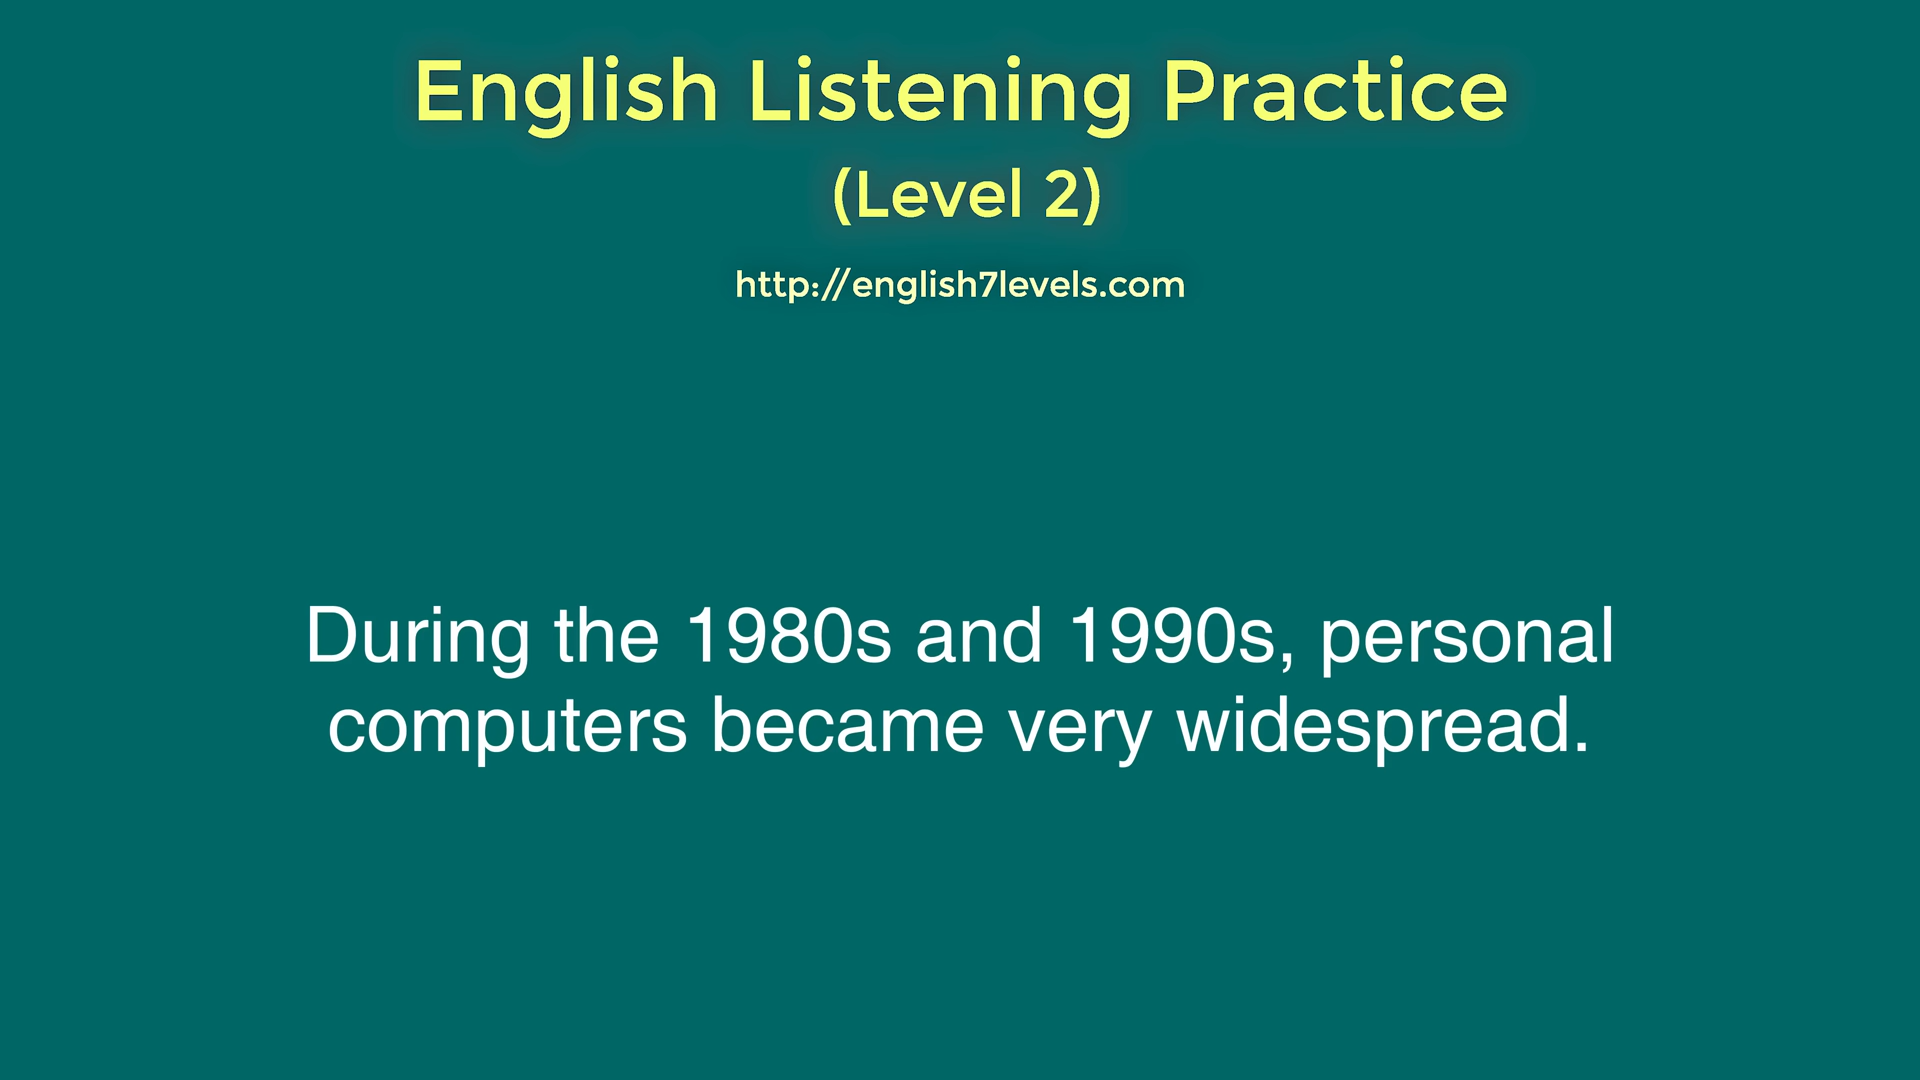 English Listening Practice
(Level 2)
http://english7levels.com
During the 1980s and 1990s, personal
computers became very widespread.